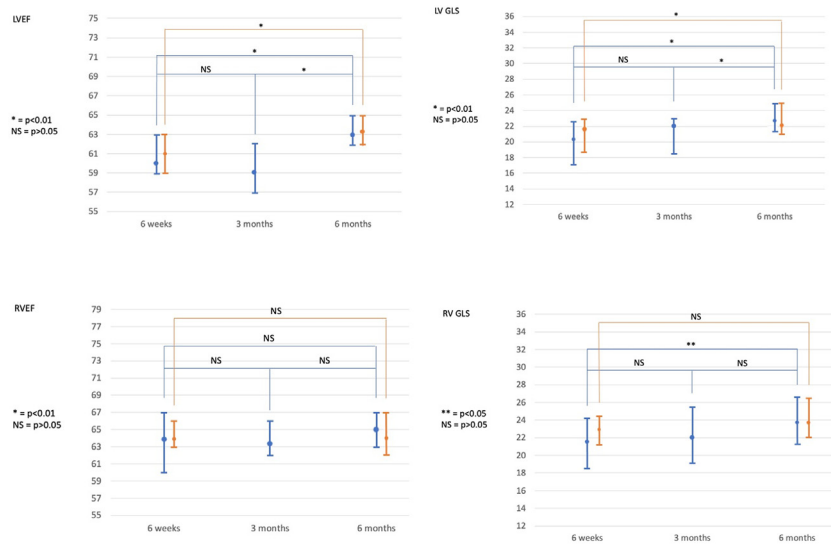 LVEF
75
73
*
71
*
69
NS
*
67
* = p<0.01
NS = p>0.05
65
63
61
59
57
55
6 weeks
3 months
6 months
LV GLS
36
*
34
32
*
30
NS
*
28
26
* = p<0.01
NS = p>0.05
24
22
20
18
16
14
12
6 weeks
3 months
6 months
RVEF
79
NS
77
75
NS
73
NS
NS
71
69
67
* = p<0.01
NS = p>0.05
65
63
61
59
57
55
6 weeks
3 months
6 months
RV GLS
36
NS
34
32
**
30
NS
NS
28
26
** = p<0.05
NS = p>0.05
24
22
20
18
16
14
12
6 weeks
3 months
6 months